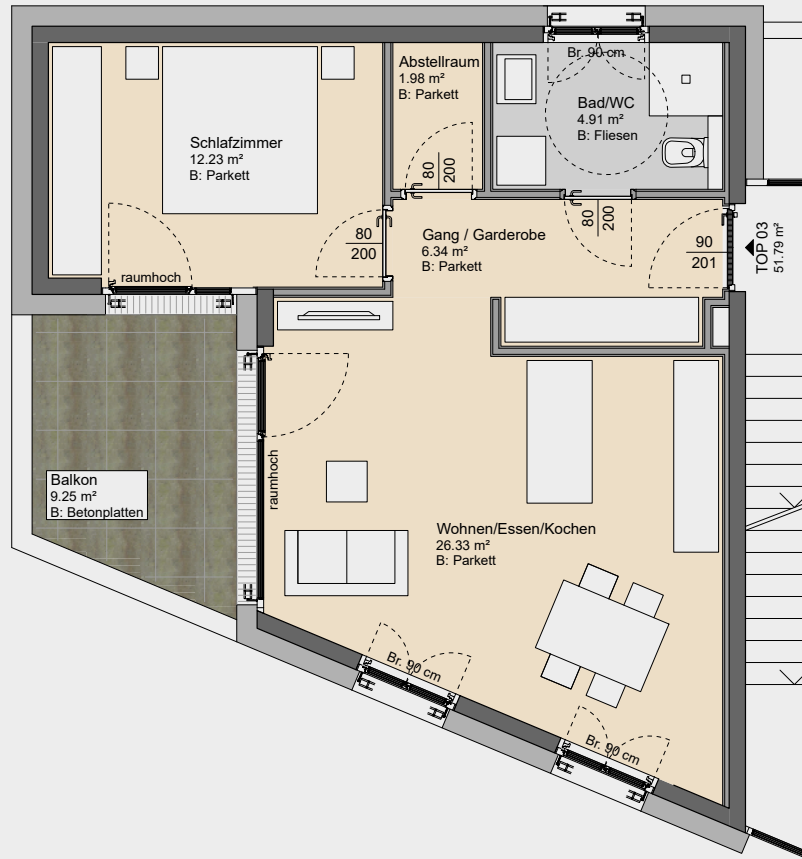 Br. 90 cm
Abstellraum
1.98 m²
B: Parkett
Bad/WC
4.91 m²
B: Fliesen
Schlafzimmer
12.23 m²
B: Parkett
80
200
80
200
80
200
Gang / Garderobe
6.34 m²
B: Parkett
90
201
TOP 03
51.79 m²
raumhoch
raumhoch
Balkon
9.25 m²
B: Betonplatten
Wohnen/Essen/Kochen
26.33 m²
B: Parkett
Br. 90 cm
Br. 90 cm